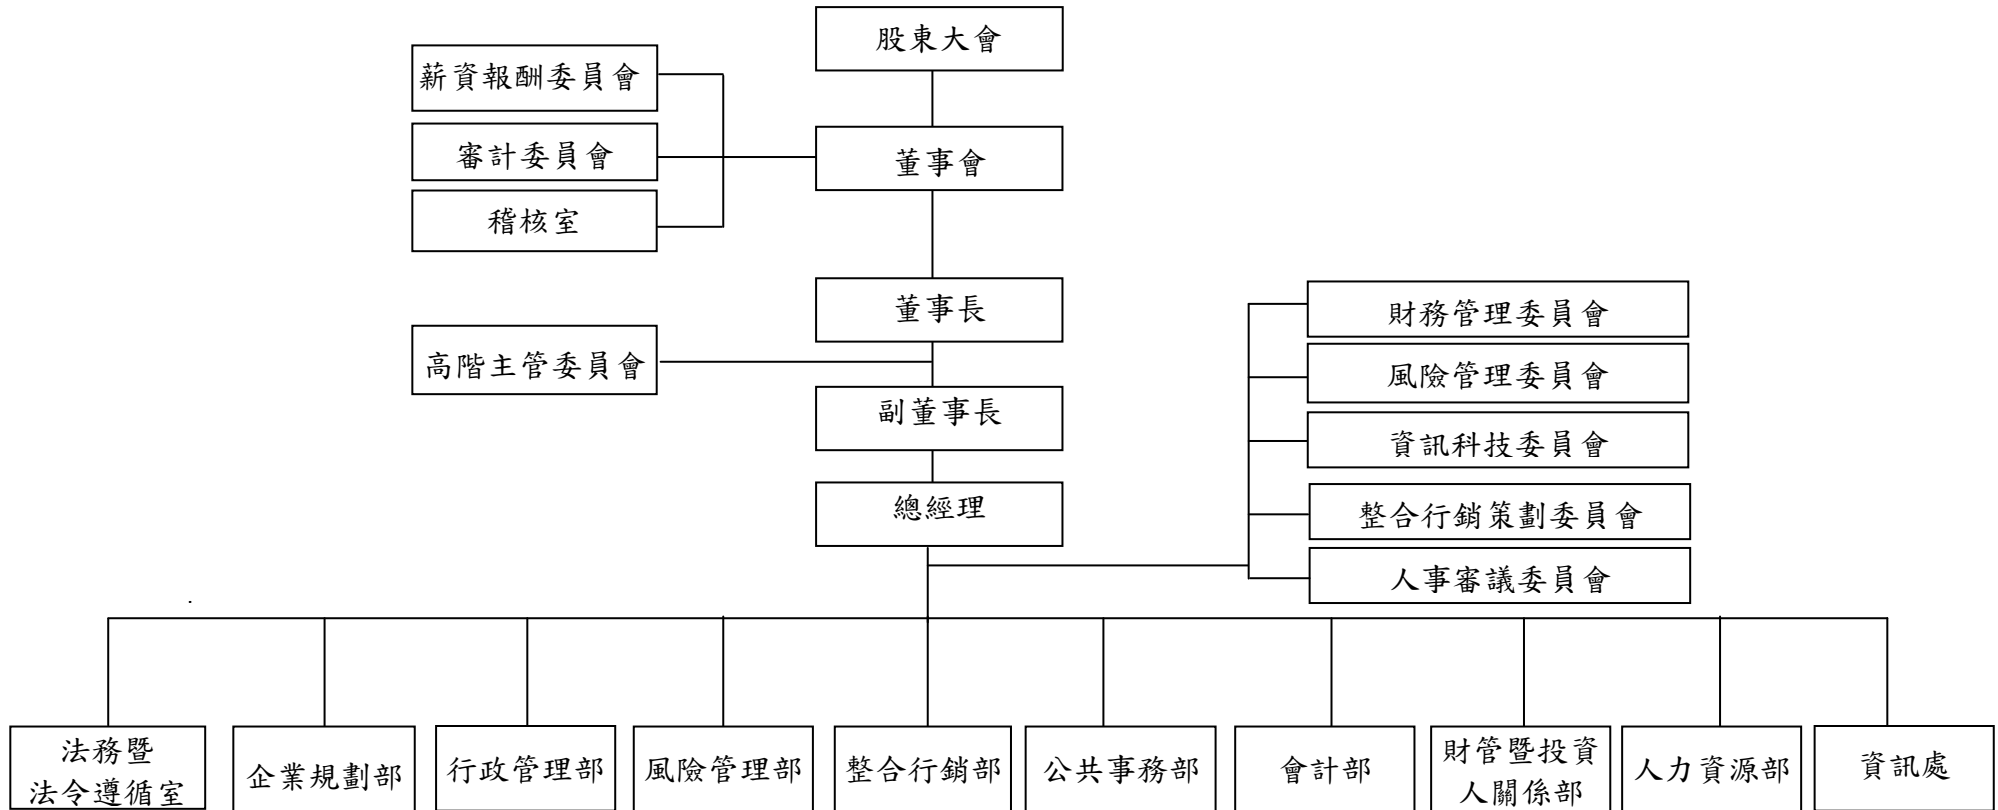 股東大會
薪資報酬委員會
審計委員會
董事會
稽核室
董事長
高階主管委員會
副董事長
總經理
財務管理委員會
風險管理委員會
資訊科技委員會
整合行銷策劃委員會
人事審議委員會
法務暨
法令遵循室
企業規劃部
行政管理部
風險管理部
整合行銷部
公共事務部
會計部
財管暨投資
人關係部
人力資源部
資訊處